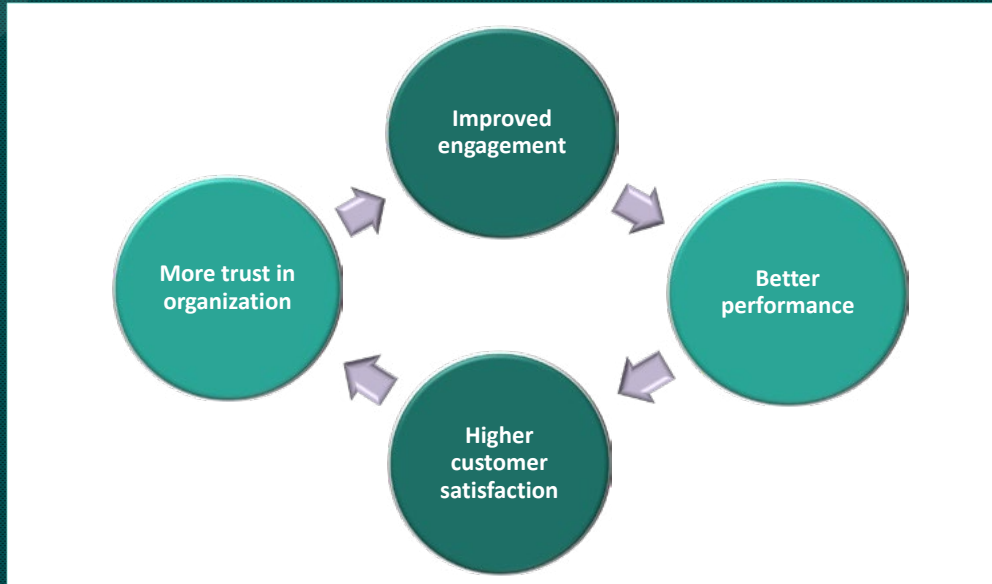 Improved
engagement
More trust in
organization
Better
performance
Higher
customer
satisfaction